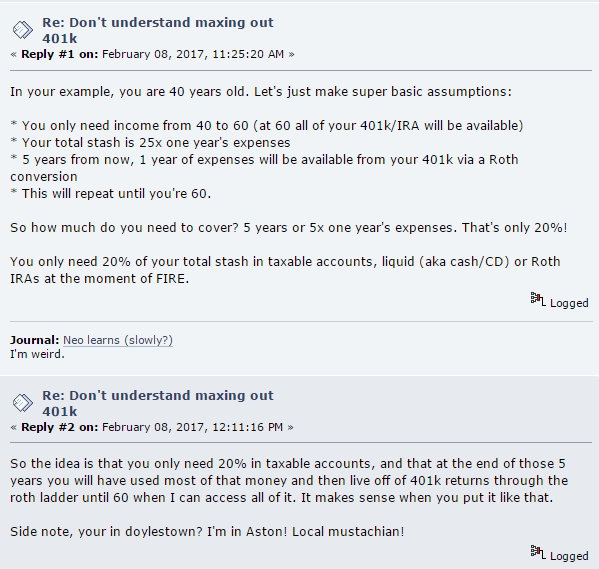 Re: Don't understand maxing out
401k
« Reply #1 on: February 08, 2017, 11:25:20 AM »
In your example, you are 40 years old. Let's just make super basic assumptions:
* You only need income from 40 to 60 (at 60 all of your 401k/IRA will be available)
* Your total stash is 25x one year's expenses
* 5 years from now, 1 year of expenses will be available from your 401k via a Roth
conversion
* This will repeat until you're 60.
So how much do you need to cover? 5 years or 5x one year's expenses. That's only 20%!
You only need 20% of your total stash in taxable accounts, liquid (aka cash/CD) or Roth
IRAs at the moment of FIRE.
Logged
Journal: Neo learns (slowly?)
I'm weird.
Re: Don't understand maxing out
401k
« Reply #2 on: February 08, 2017, 12:11:16 PM »
So the idea is that you only need 20% in taxable accounts, and that at the end of those 5
years you will have used most of that money and then live off of 401k returns through the
roth ladder until 60 when I can access all of it. It makes sense when you put it like that.
Side note, your in doylestown? I'm in Aston! Local mustachian!
Logged